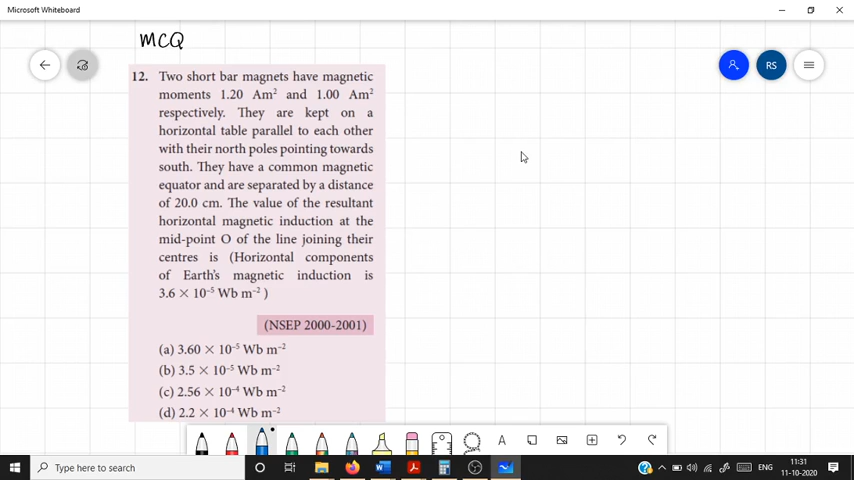 Microsoft Whiteboard
MCQ
RS
12. Two short bar magnets have magnetic
moments 1.20 Am² and 1.00 Am²
respectively. They are kept on a
horizontal table parallel to each other
with their north poles pointing towards
south. They have a common magnetic
equator and are separated by a distance
of 20.0 cm. The value of the resultant
horizontal magnetic induction at the
mid-point O of the line joining their
centres is (Horizontal components
of Earth's magnetic induction is
3.6 × 10⁻⁵ Wb m⁻² )
(NSEP 2000-2001)
(a) 3.60 × 10⁻⁵ Wb m⁻²
(b) 3.5 × 10⁻⁵ Wb m⁻²
(c) 2.56 × 10⁻⁴ Wb m⁻²
(d) 2.2 × 10⁻⁴ Wb m⁻²
A
Type here to search
ENG
11:31
11-10-2020